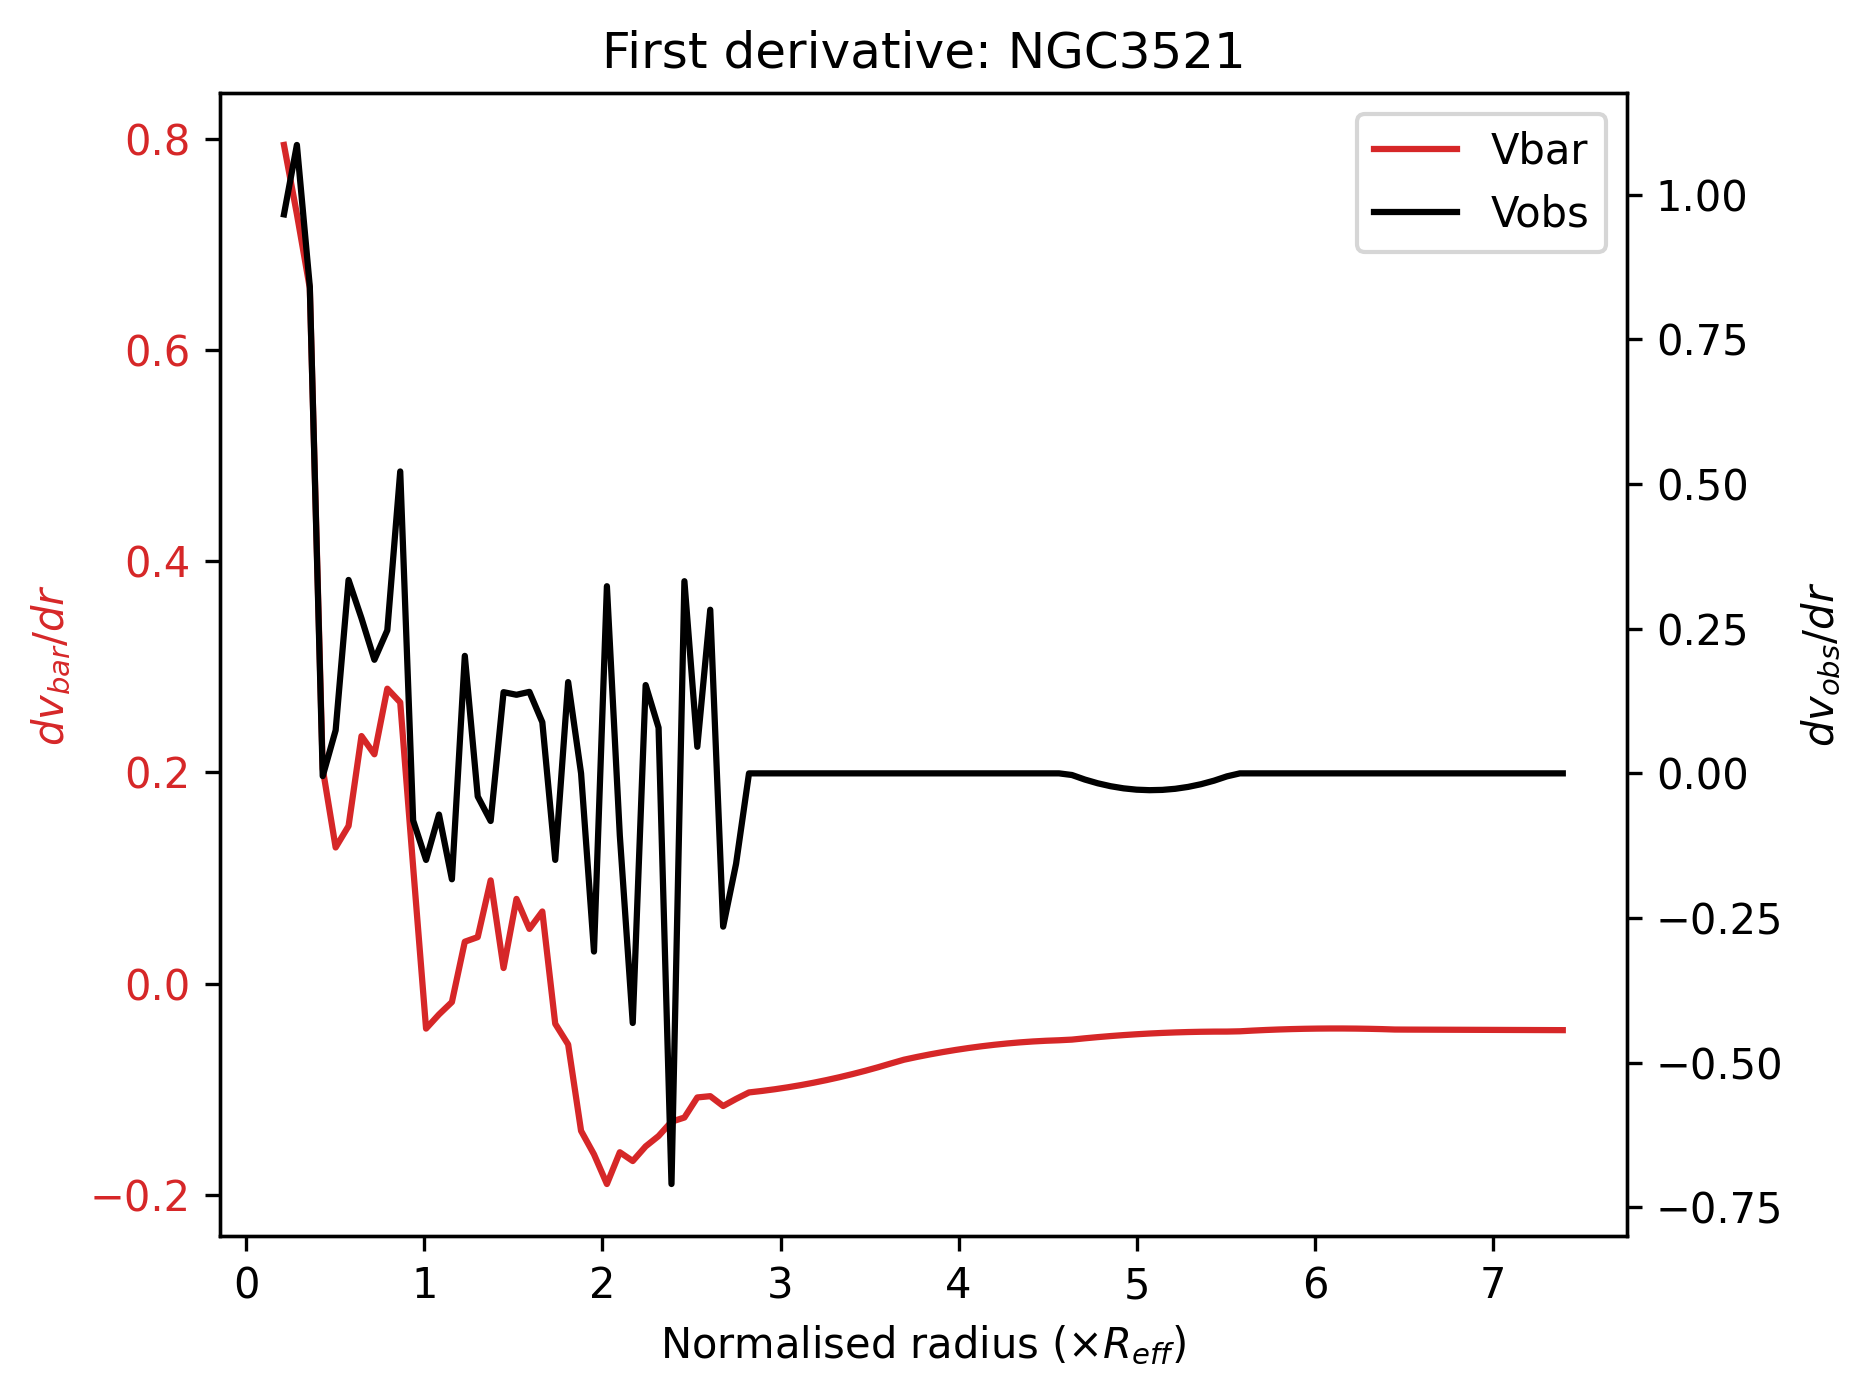 First derivative: NGC3521
Vbar
Vobs
0.8
0.6
0.4
0.2
0.0
−0.2
dv_bar/dr
1.00
0.75
0.50
0.25
0.00
−0.25
−0.50
−0.75
dv_obs/dr
0 1 2 3 4 5 6 7
Normalised radius (×R_eff)